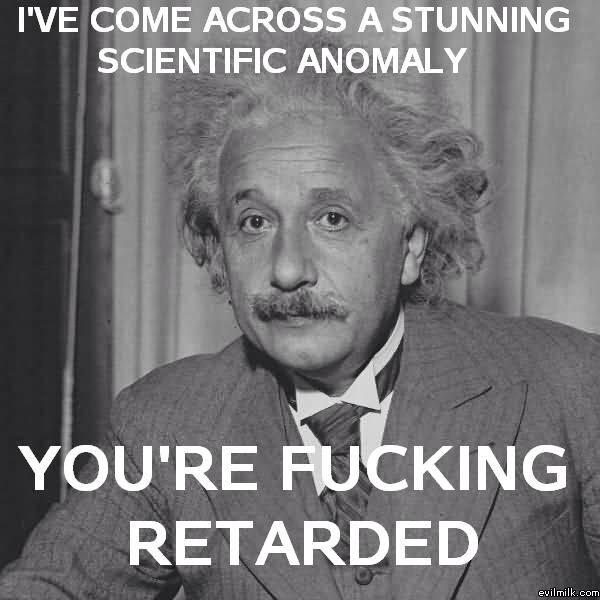 I'VE COME ACROSS A STUNNING
SCIENTIFIC ANOMALY
YOU'RE FUCKING
RETARDED
evilmilk.com